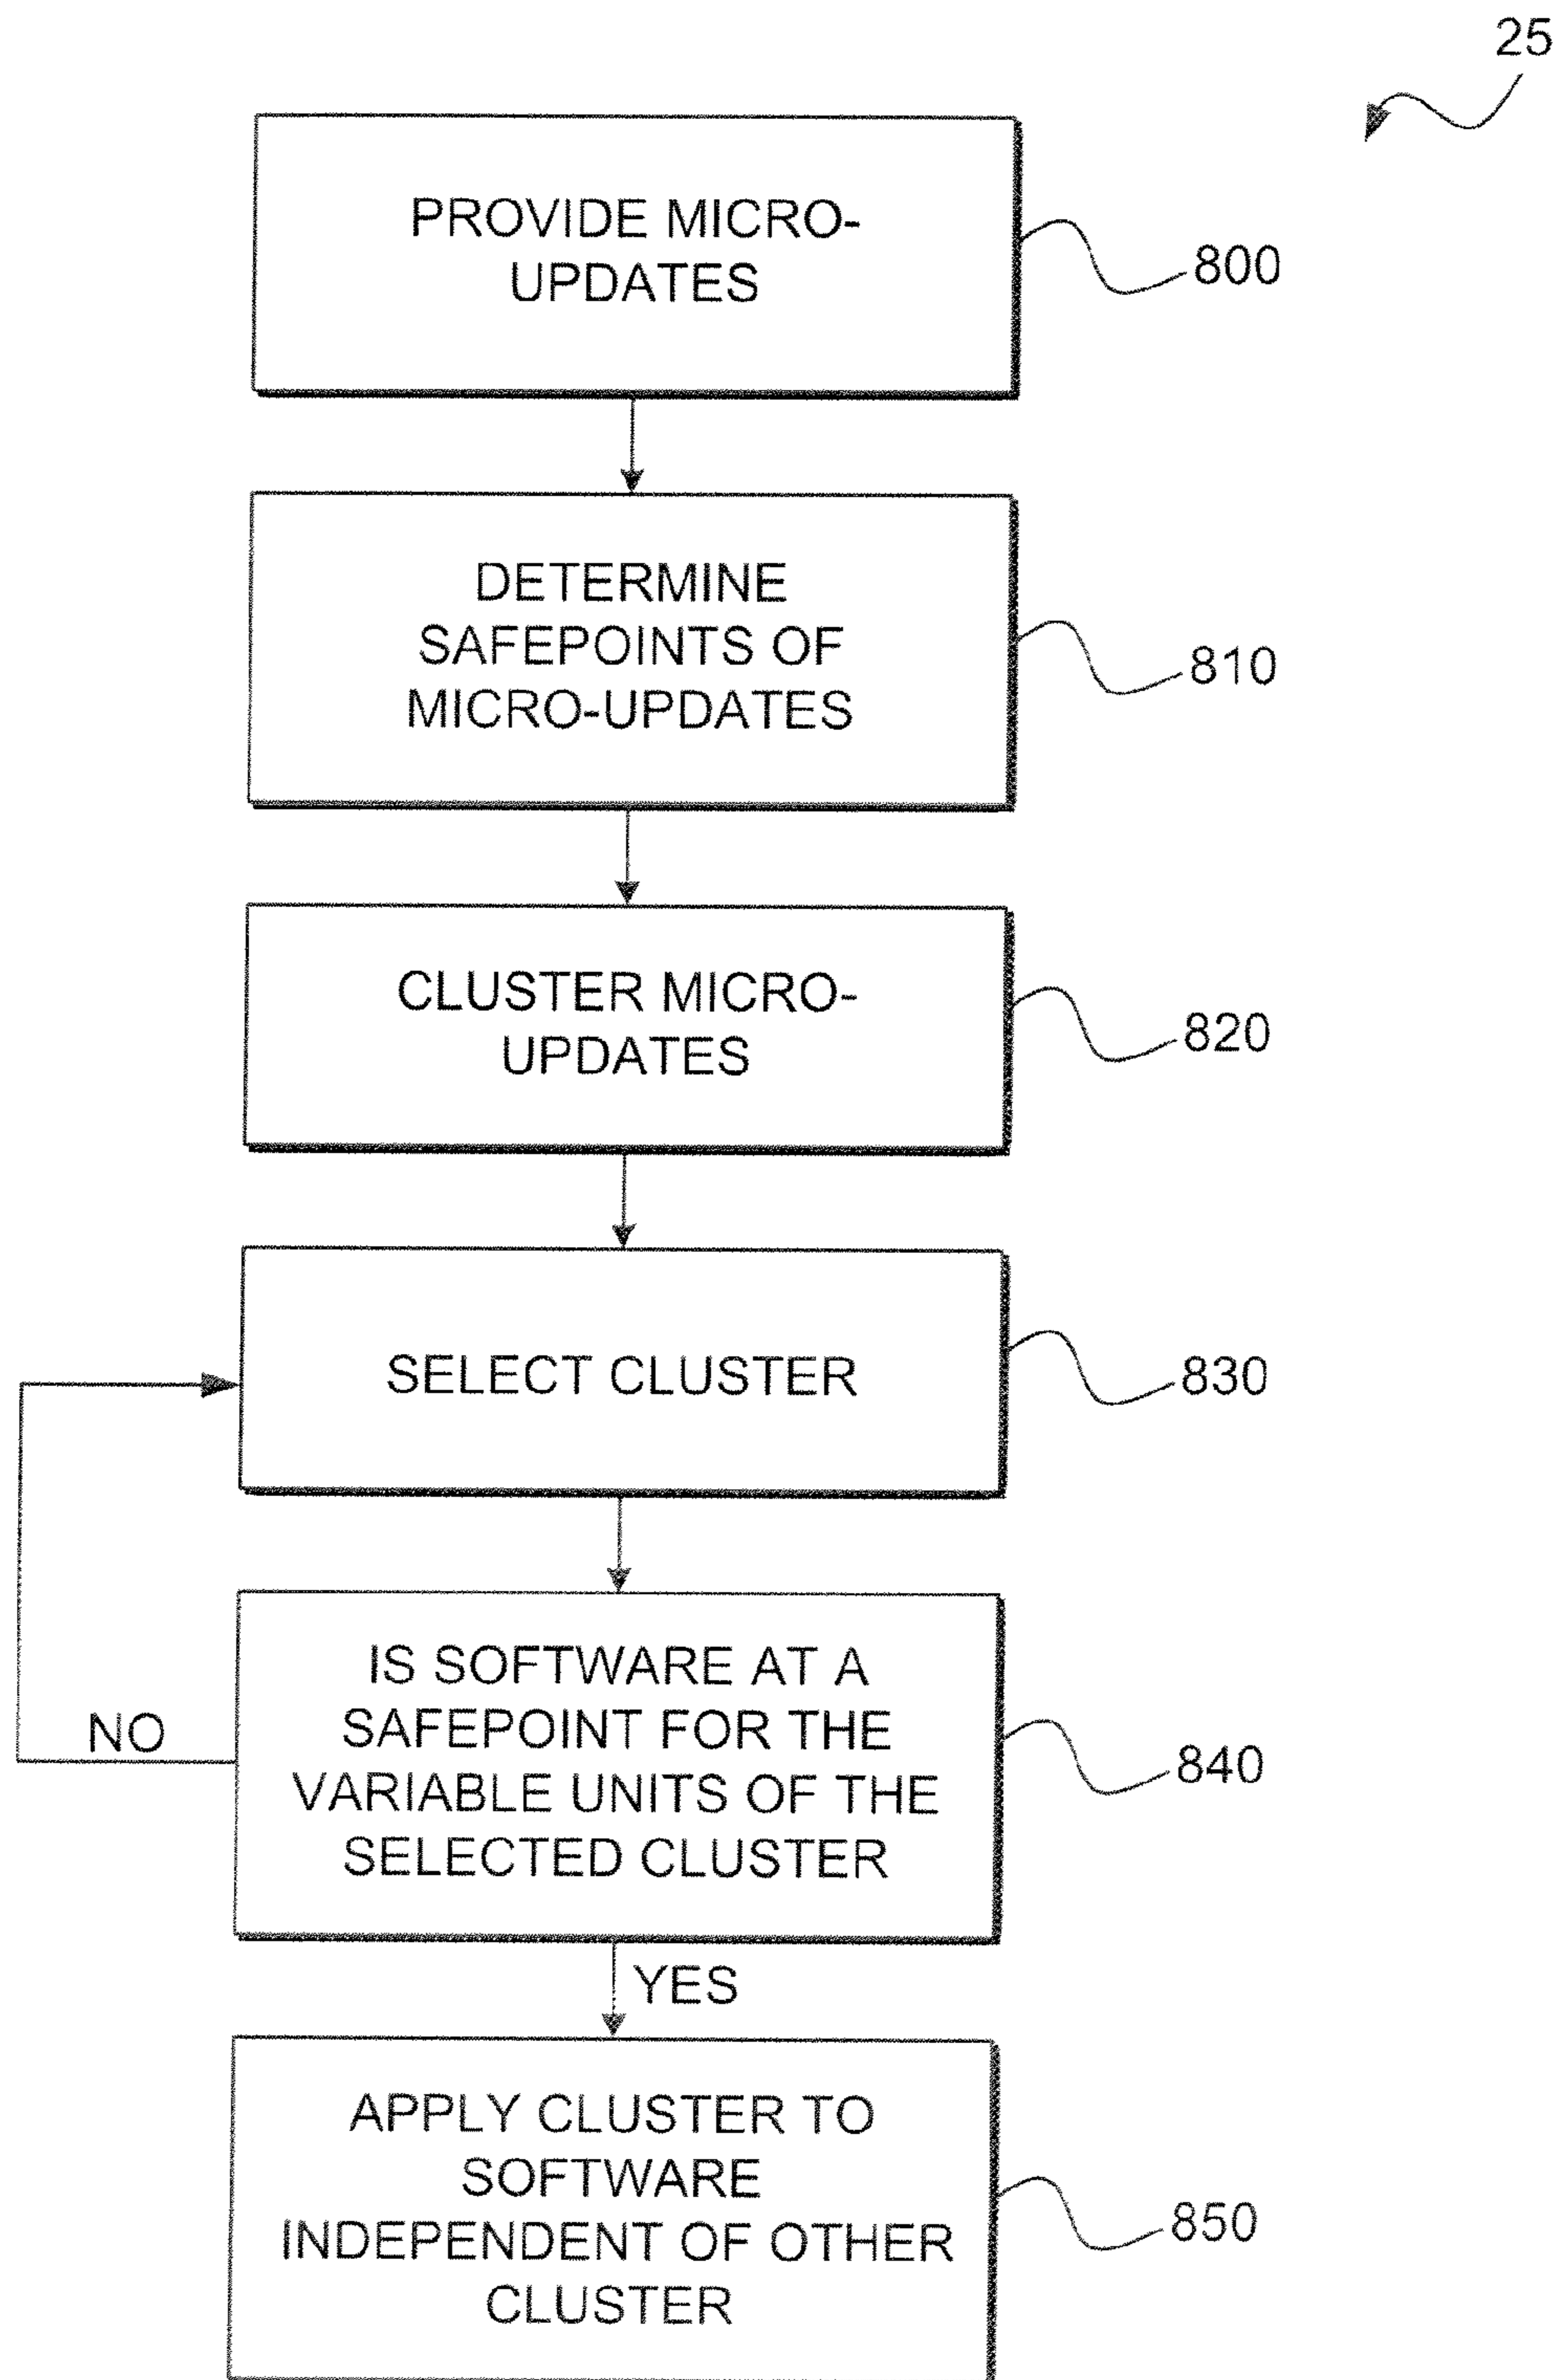 25
PROVIDE MICRO-
UPDATES
800
DETERMINE
SAFEPOINTS OF
MICRO-UPDATES
810
CLUSTER MICRO-
UPDATES
820
SELECT CLUSTER
830
IS SOFTWARE AT A
SAFEPOINT FOR THE
VARIABLE UNITS OF THE
SELECTED CLUSTER
840
NO
YES
APPLY CLUSTER TO
SOFTWARE
INDEPENDENT OF OTHER
CLUSTER
850